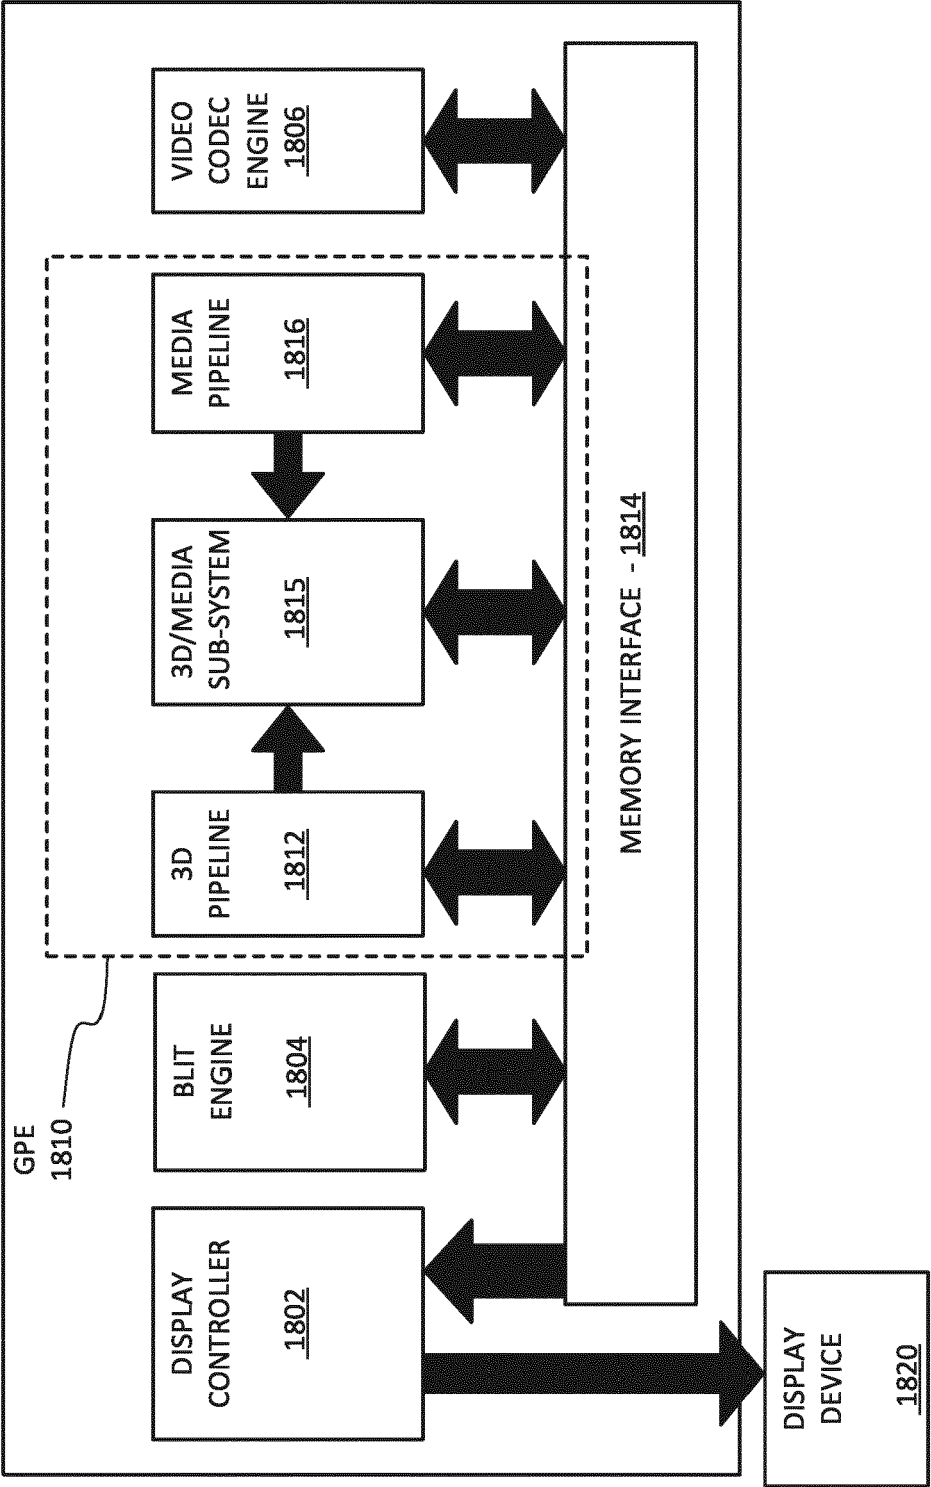 GPE
1810
DISPLAY
CONTROLLER
1802
BLIT
ENGINE
1804
3D
PIPELINE
1812
3D/MEDIA
SUB-SYSTEM
1815
MEDIA
PIPELINE
1816
VIDEO
CODEC
ENGINE
1806
MEMORY INTERFACE - 1814
DISPLAY
DEVICE
1820